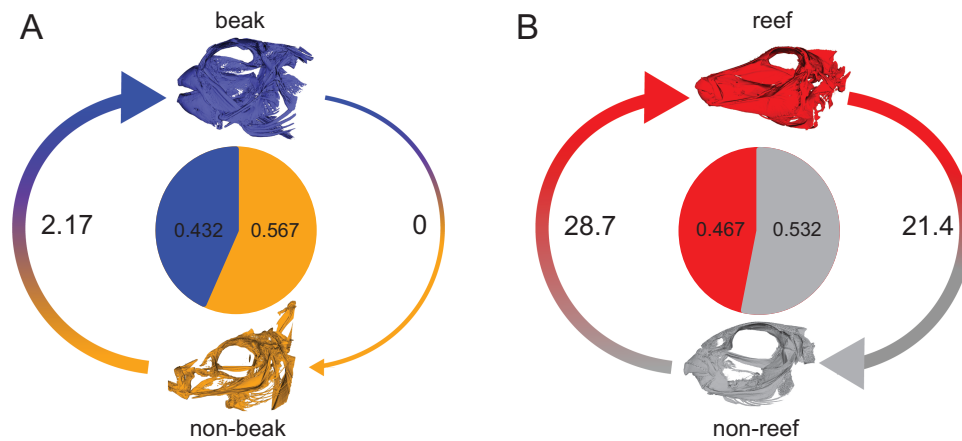 A
beak
2.17
0.432
0.567
0
non-beak
B
reef
28.7
0.467
0.532
21.4
non-reef